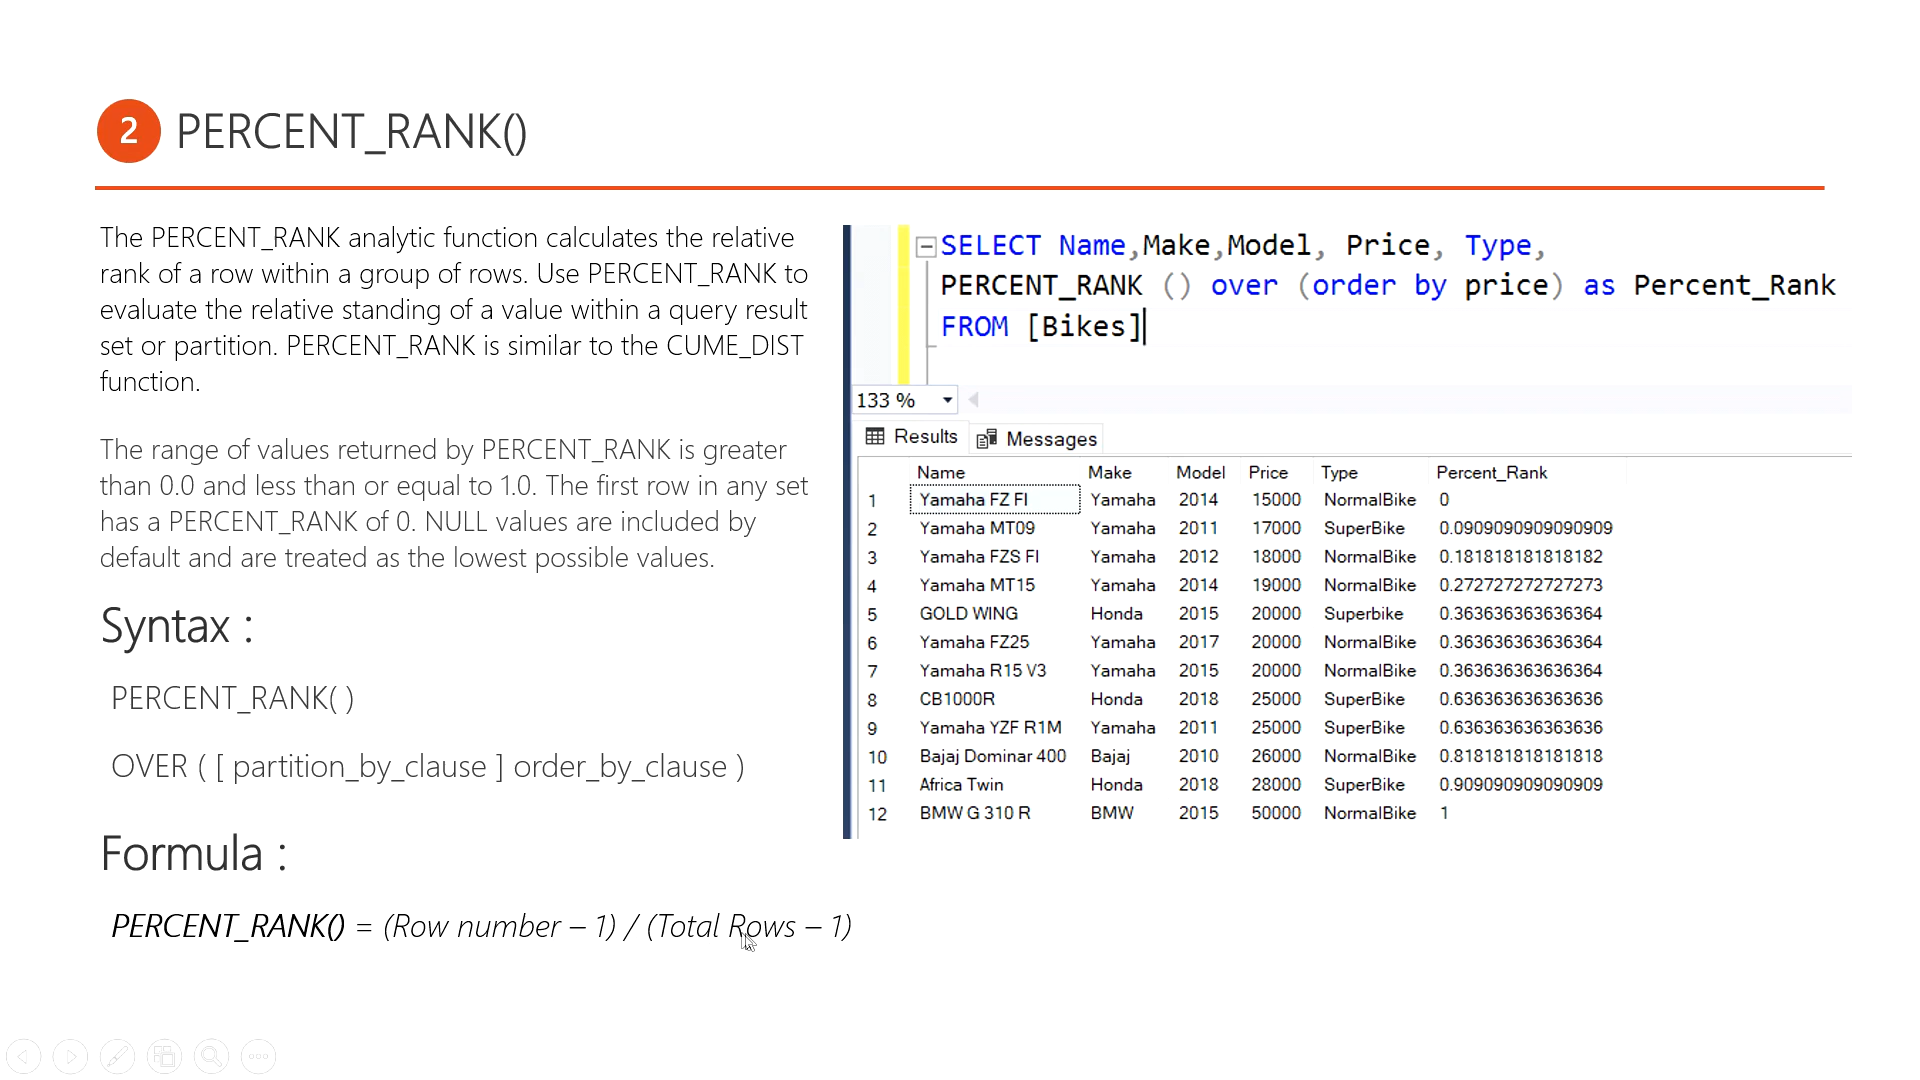 2 PERCENT_RANK()
The PERCENT_RANK analytic function calculates the relative
rank of a row within a group of rows. Use PERCENT_RANK to
evaluate the relative standing of a value within a query result
set or partition. PERCENT_RANK is similar to the CUME_DIST
function.
The range of values returned by PERCENT_RANK is greater
than 0.0 and less than or equal to 1.0. The first row in any set
has a PERCENT_RANK of 0. NULL values are included by
default and are treated as the lowest possible values.
Syntax :
PERCENT_RANK( )
OVER ( [ partition_by_clause ] order_by_clause )
Formula :
PERCENT_RANK() = (Row number – 1) / (Total Rows – 1)
SELECT Name,Make,Model, Price, Type,
PERCENT_RANK () over (order by price) as Percent_Rank
FROM [Bikes]
133 %
Results Messages
Name Make Model Price Type Percent_Rank
1 Yamaha FZ FI Yamaha 2014 15000 NormalBike 0
2 Yamaha MT09 Yamaha 2011 17000 SuperBike 0.0909090909090909
3 Yamaha FZS FI Yamaha 2012 18000 NormalBike 0.181818181818182
4 Yamaha MT15 Yamaha 2014 19000 NormalBike 0.272727272727273
5 GOLD WING Honda 2015 20000 Superbike 0.363636363636364
6 Yamaha FZ25 Yamaha 2017 20000 NormalBike 0.363636363636364
7 Yamaha R15 V3 Yamaha 2015 20000 NormalBike 0.363636363636364
8 CB1000R Honda 2018 25000 SuperBike 0.636363636363636
9 Yamaha YZF R1M Yamaha 2011 25000 SuperBike 0.636363636363636
10 Bajaj Dominar 400 Bajaj 2010 26000 NormalBike 0.818181818181818
11 Africa Twin Honda 2018 28000 SuperBike 0.909090909090909
12 BMW G 310 R BMW 2015 50000 NormalBike 1